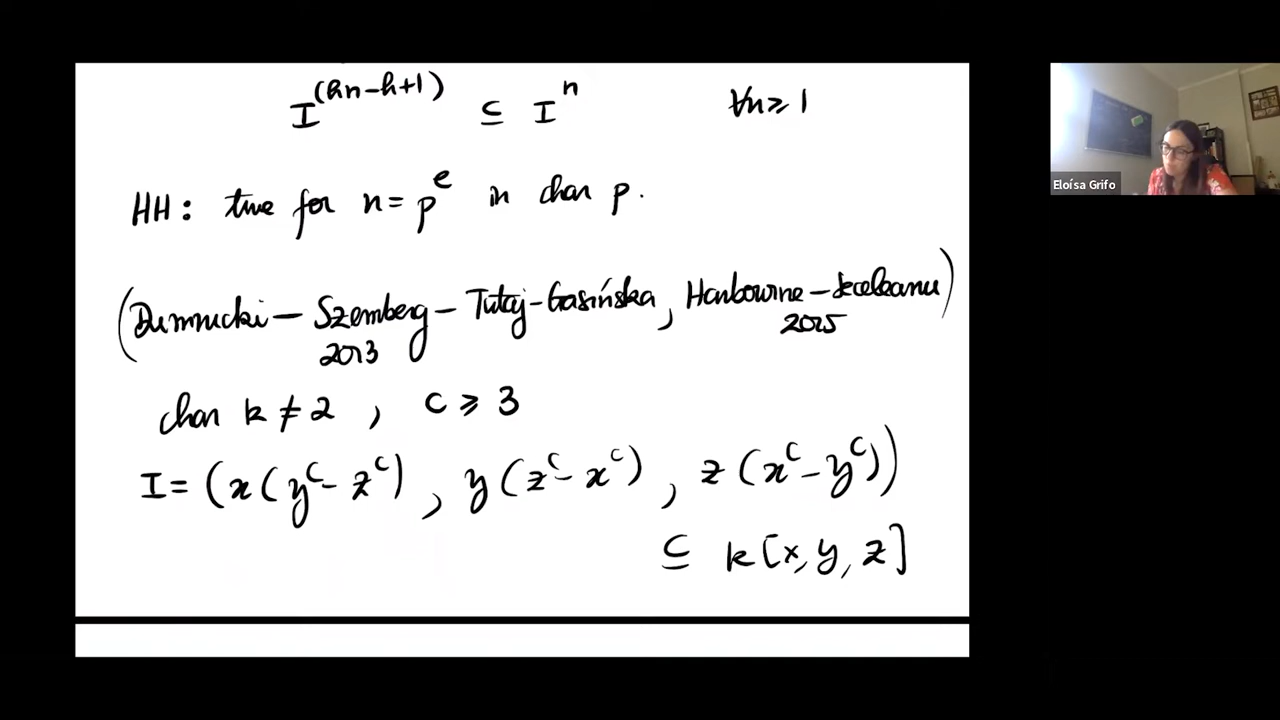 I^(hn-h+1) ⊆ I^n ∀n≥1
HH: true for n=p^e in char p.
(Dumnicki – Szemberg – Tutaj-Gasińska, Harbourne – Seceleanu)
2013 2015
char k≠2, c≥3
I= (x(y^c-z^c), y(z^c-x^c), z(x^c-y^c))
⊆ k[x,y,z]
Eloísa Grifo